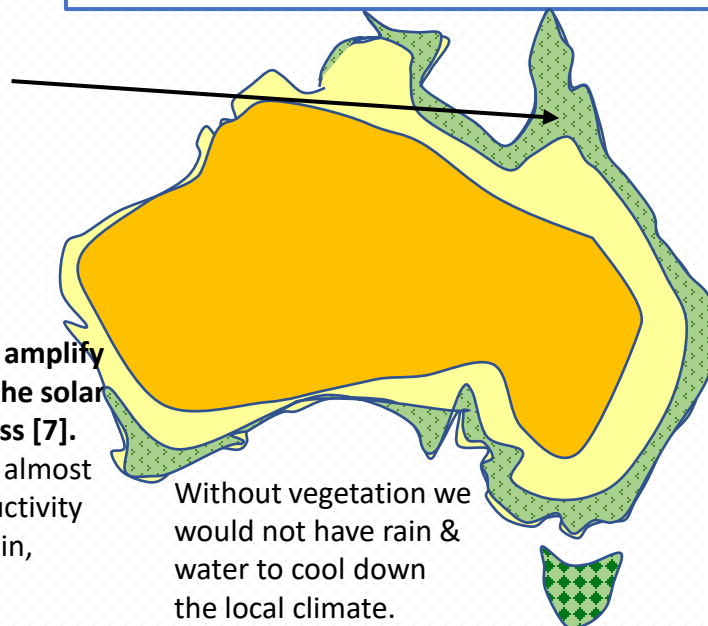 amplify
he solar
ss [7].
almost
uctivity
in,
Without vegetation we
would not have rain &
water to cool down
the local climate.